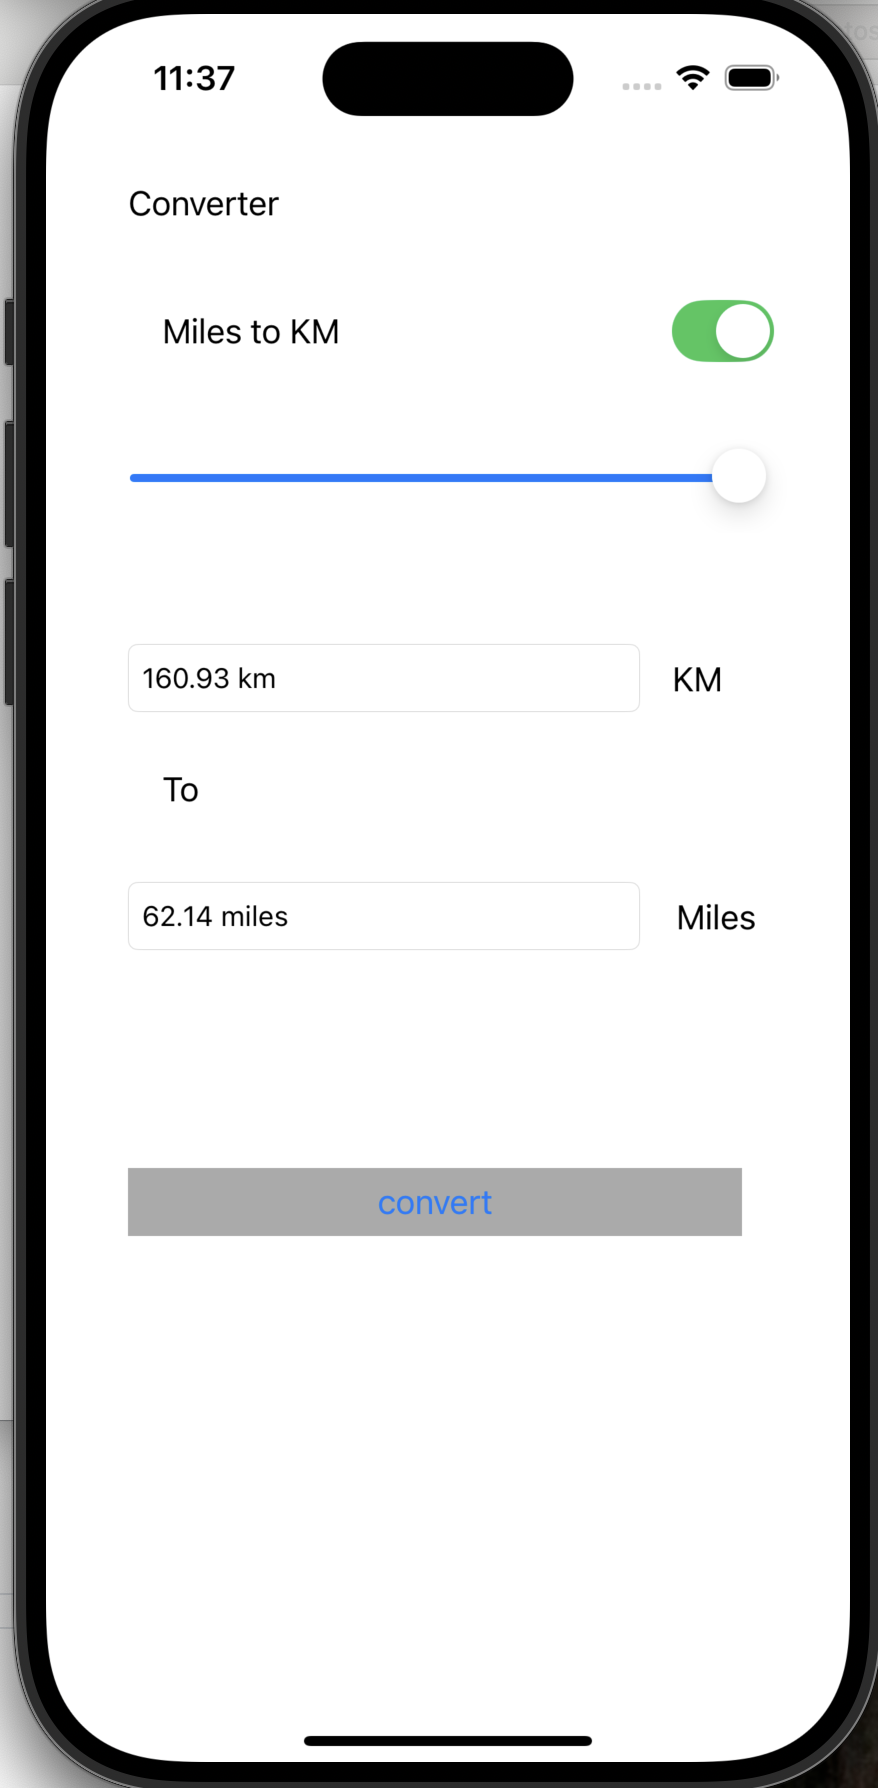 11:37
Converter
Miles to KM
160.93 km KM
To
62.14 miles Miles
convert